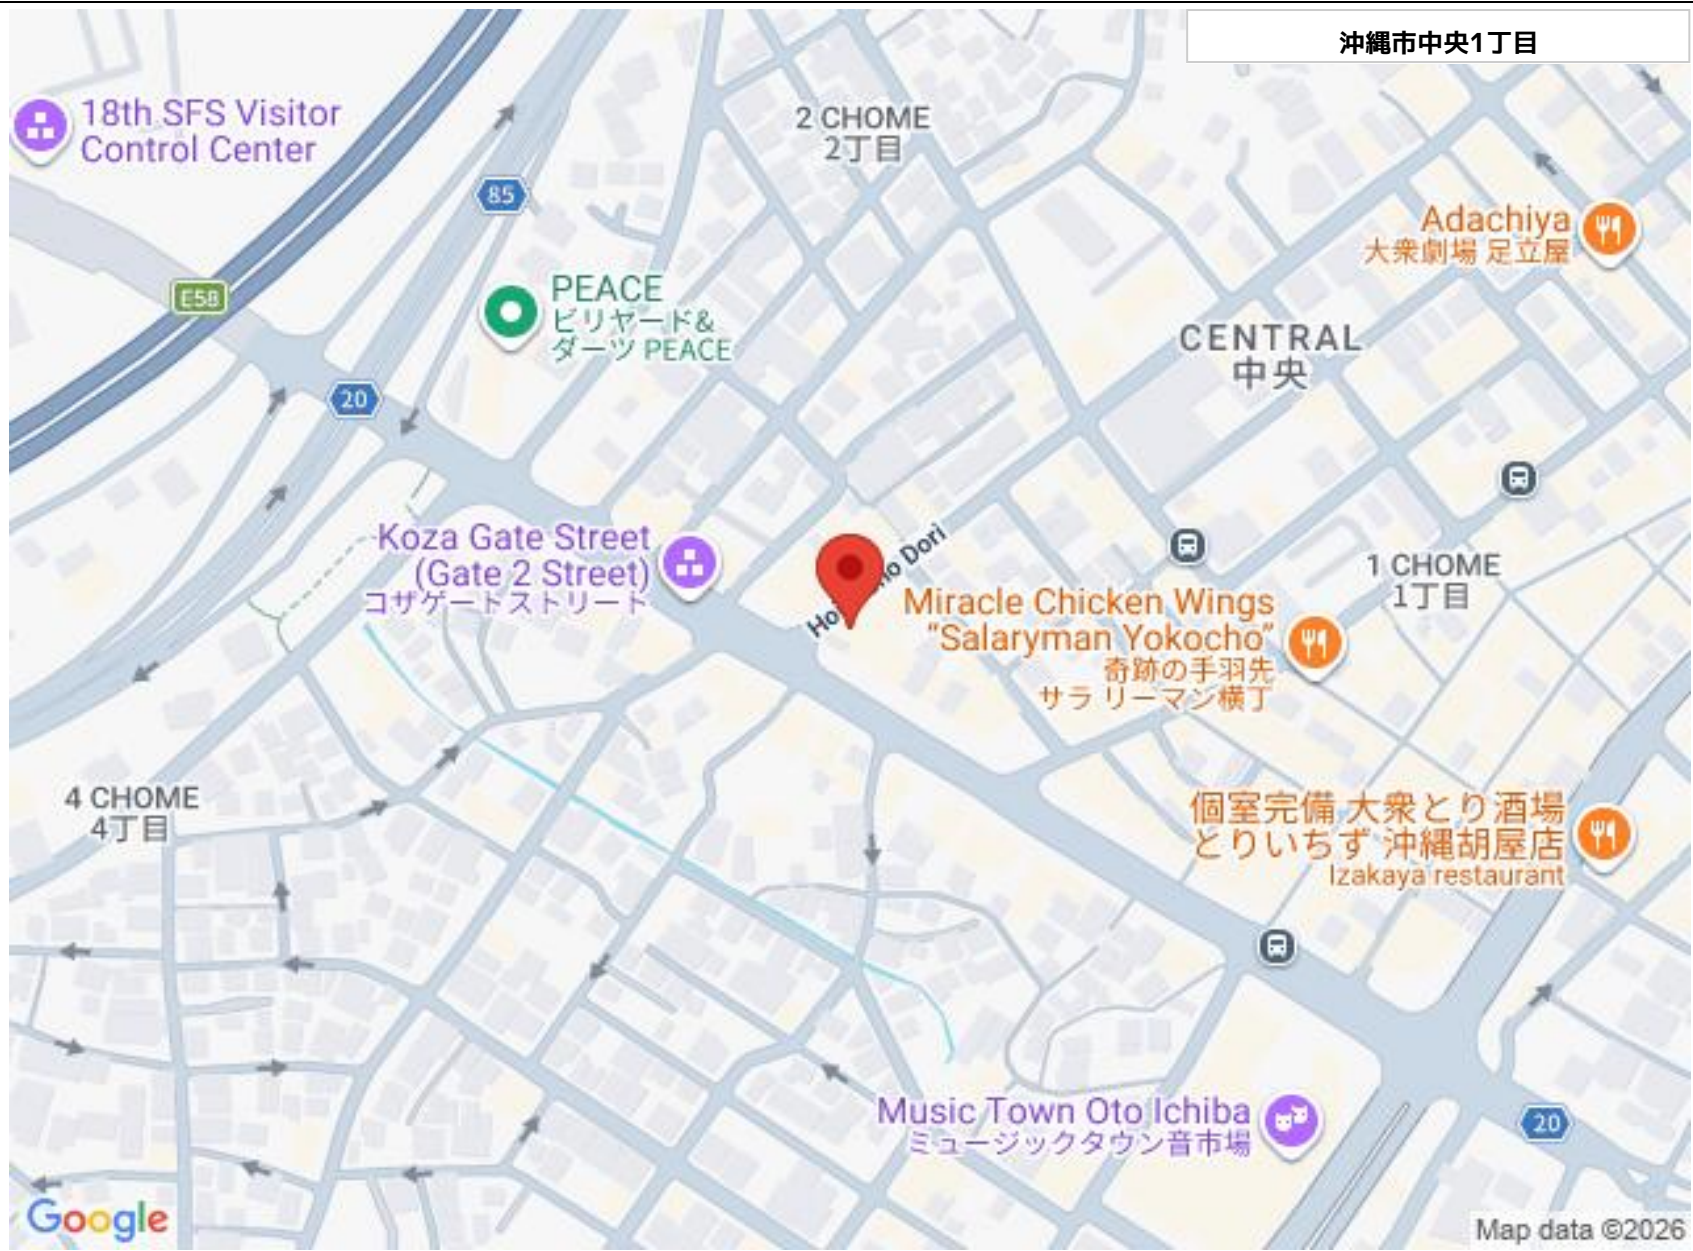 沖縄市中央1丁目
18th SFS Visitor
Control Center
2 CHOME
2丁目
85
Adachiya
大衆劇場 足立屋
E58
PEACE
ビリヤード&
ダーツ PEACE
CENTRAL
中央
20
Koza Gate Street
(Gate 2 Street)
コザゲートストリート
Dori
1 CHOME
1丁目
Miracle Chicken Wings
“Salaryman Yokocho”
奇跡の手羽先
サラ リーマン横丁
4 CHOME
4丁目
個室完備 大衆とり酒場
とりいちず 沖縄胡屋店
Izakaya restaurant
Music Town Oto Ichiba
ミュージックタウン音市場
20
Google
Map data ©2026